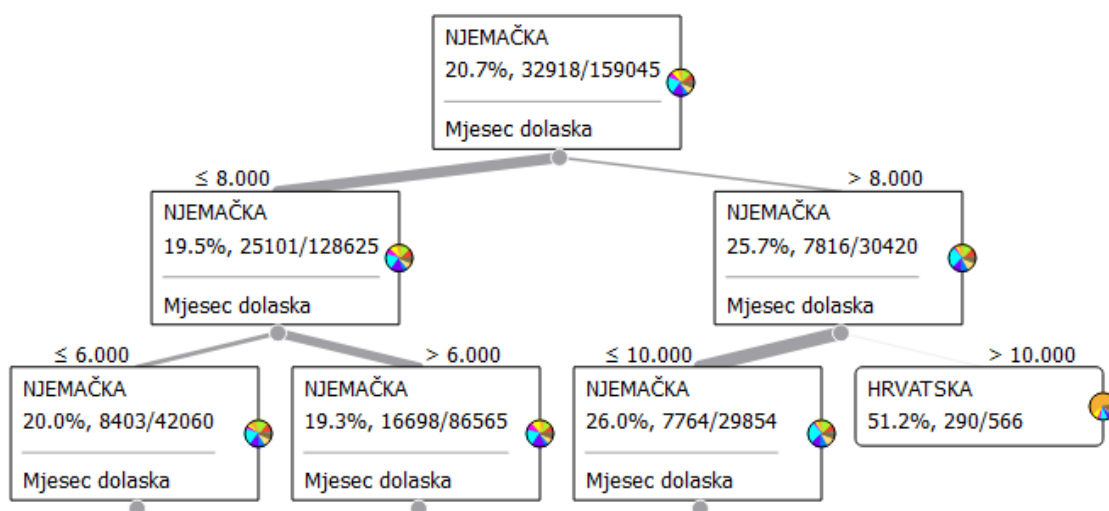 NJEMAČKA
20.7%, 32918/159045
Mjesec dolaska
≤ 8.000
> 8.000
NJEMAČKA
19.5%, 25101/128625
Mjesec dolaska
NJEMAČKA
25.7%, 7816/30420
Mjesec dolaska
≤ 6.000
> 6.000
≤ 10.000
> 10.000
NJEMAČKA
20.0%, 8403/42060
Mjesec dolaska
NJEMAČKA
19.3%, 16698/86565
Mjesec dolaska
NJEMAČKA
26.0%, 7764/29854
Mjesec dolaska
HRVATSKA
51.2%, 290/566